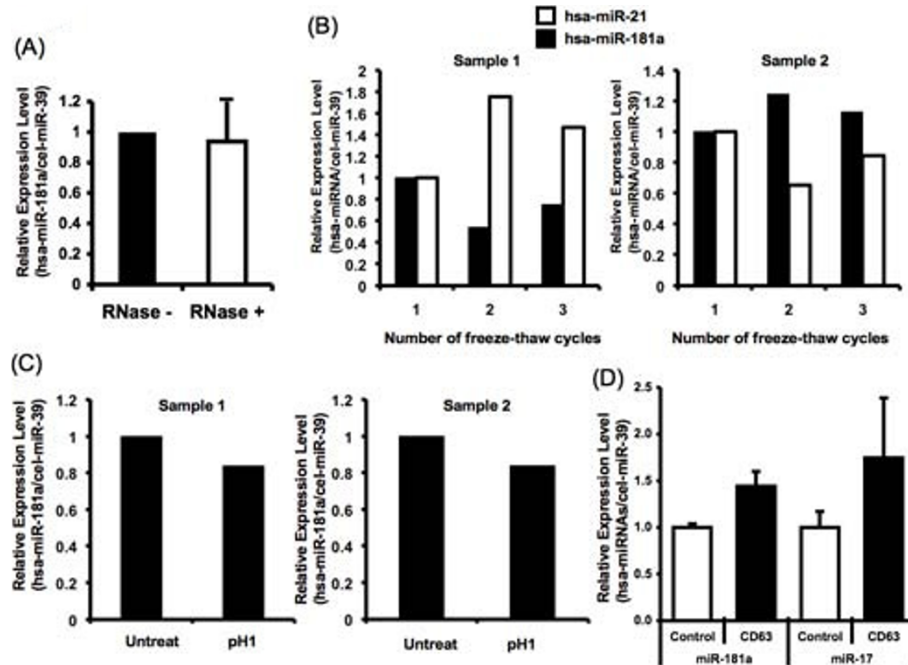 (A)
Relative Expression Level
(hsa-miR-181a/cel-miR-39)
1.2
1
0.8
0.6
0.4
0.2
0
RNase - RNase +
(B)
hsa-miR-21
hsa-miR-181a
Sample 1
Relative Expression Level
(hsa-miRNA/cel-miR-39)
2
1.8
1.6
1.4
1.2
1
0.8
0.6
0.4
0.2
0
1 2 3
Number of freeze-thaw cycles
Sample 2
Relative Expression Level
(hsa-miRNA/cel-miR-39)
1.4
1.2
1
0.8
0.6
0.4
0.2
0
1 2 3
Number of freeze-thaw cycles
(C)
Sample 1
Relative Expression Level
(hsa-miR-181a/cel-miR-39)
1.2
1
0.8
0.6
0.4
0.2
0
Untreat pH1
Sample 2
Relative Expression Level
(hsa-miR-181a/cel-miR-39)
1.2
1
0.8
0.6
0.4
0.2
0
Untreat pH1
(D)
Relative Expression Level
(hsa-miRNAs/cel-miR-39)
2.5
2.0
1.5
1.0
0.5
0.0
Control CD63 Control CD63
miR-181a miR-17